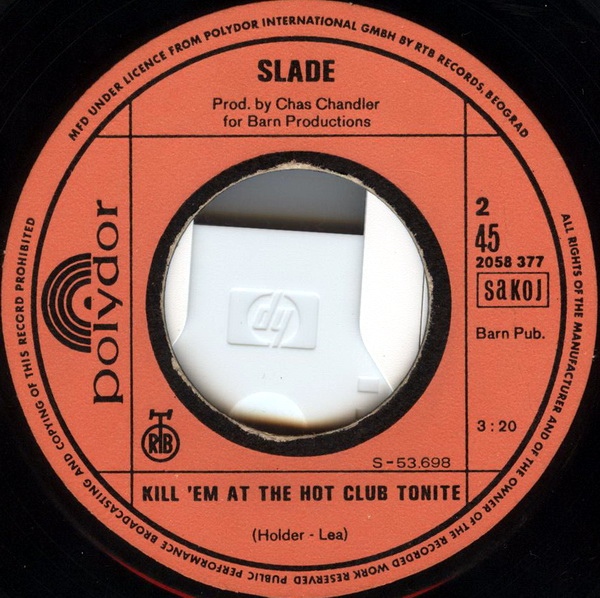 MFD UNDER LICENCE FROM POLYDOR INTERNATIONAL GMBH BY RTB RECORDS, BEOGRAD
SLADE
Prod. by Chas Chandler
for Barn Productions
polydor
2
45
2058 377
sakoj
Barn Pub.
3:20
hp
RTB
S-53.698
KILL 'EM AT THE HOT CLUB TONITE
(Holder - Lea)
ALL RIGHTS OF THE MANUFACTURER AND OF THE OWNER OF THE RECORDED WORK RESERVED PUBLIC PERFORMANCE BROADCASTING AND COPYING OF THIS RECORD PROHIBITED